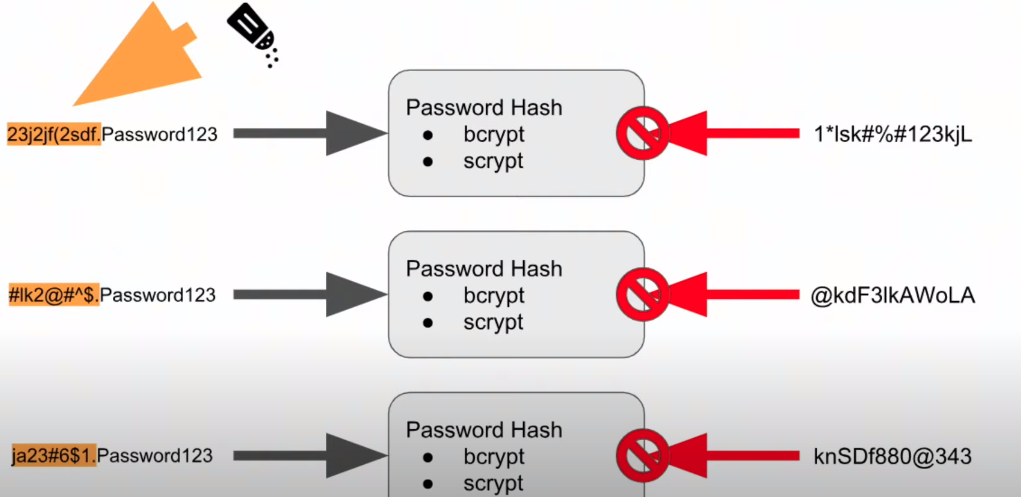 23j2jf(2sdf.Password123
Password Hash
● bcrypt
● scrypt
1*lsk#%#123kjL
#lk2@#^$.Password123
Password Hash
● bcrypt
● scrypt
@kdF3lkAWoLA
ja23#6$1.Password123
Password Hash
● bcrypt
● scrypt
knSDf880@343